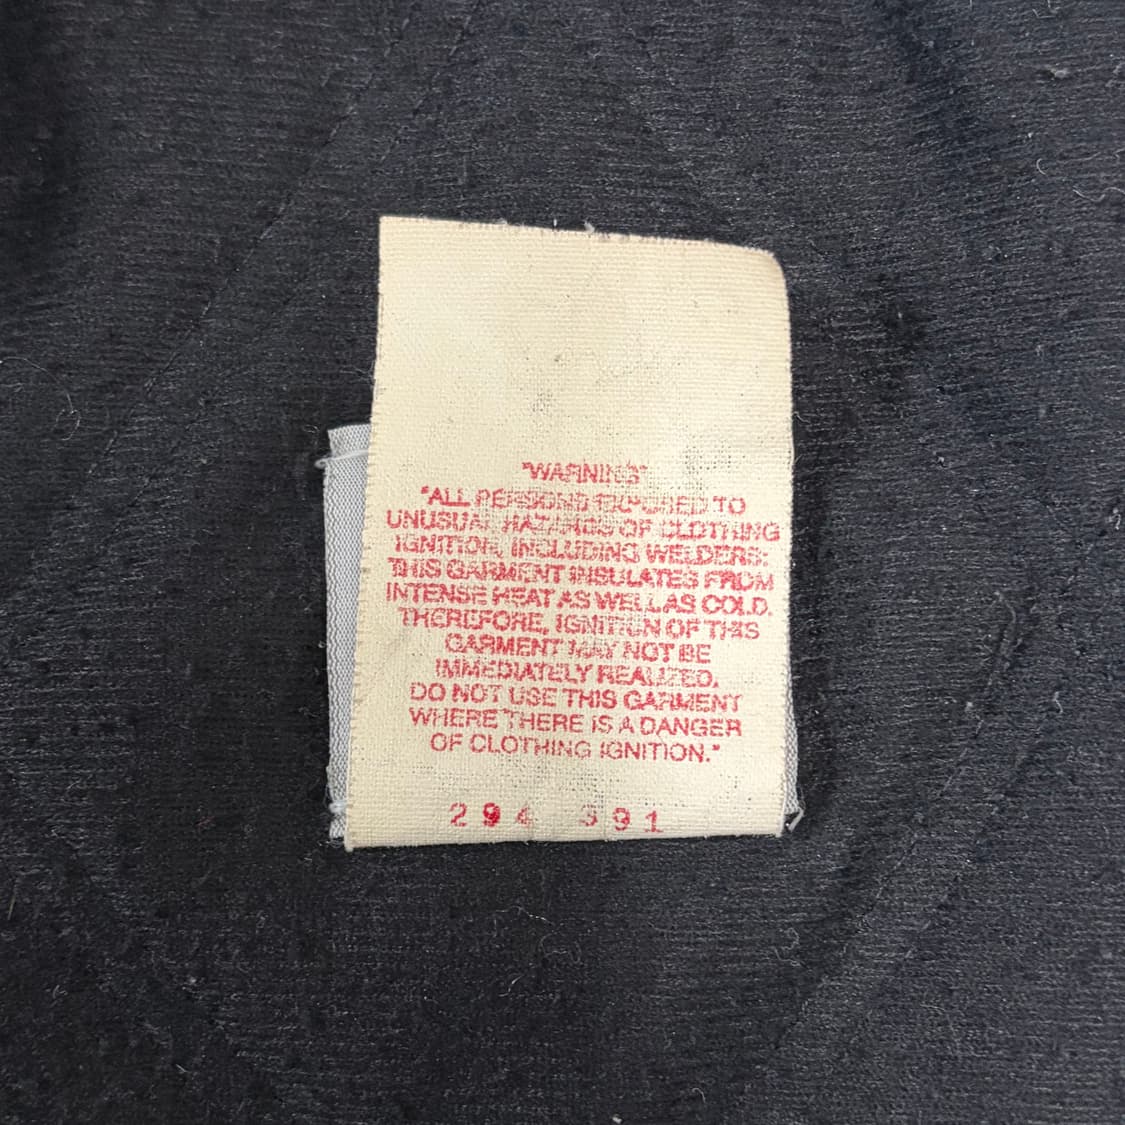 "WARNING"
"ALL PERSONS EXPOSED TO
UNUSUAL HAZARDS OF CLOTHING
IGNITION, INCLUDING WELDERS:
THIS GARMENT INSULATES FROM
INTENSE HEAT AS WELL AS COLD.
THEREFORE, IGNITION OF THIS
GARMENT MAY NOT BE
IMMEDIATELY REALIZED.
DO NOT USE THIS GARMENT
WHERE THERE IS A DANGER
OF CLOTHING IGNITION."
294 391